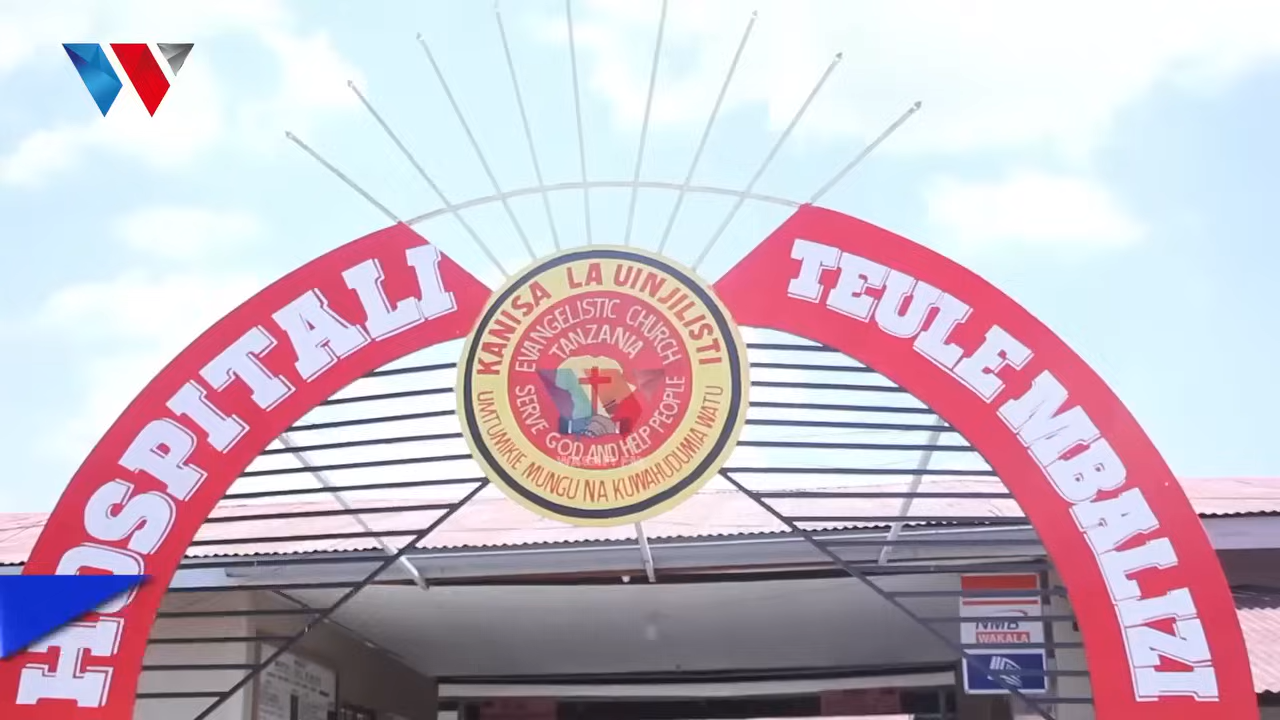 HOSPITALI TEULE MBALIZI
KANISA LA UINJILISTI
UMTUMIKIE MUNGU NA KUWAHUDUMIA WATU
EVANGELISTIC CHURCH
TANZANIA
SERVE GOD AND HELP PEOPLE
NMB
WAKALA